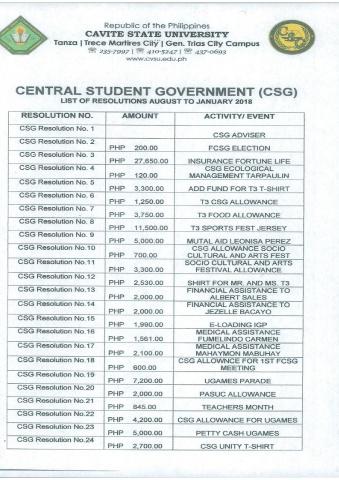 Republic of the Philippines
CAVITE STATE UNIVERSITY
Tanza | Trece Martires City | Gen. Trias City Campus
☏ 235-7997 | ☏ 410-5247 | ☏ 437-0693
www.cvsu.edu.ph
CENTRAL STUDENT GOVERNMENT (CSG)
LIST OF RESOLUTIONS AUGUST TO JANUARY 2018
RESOLUTION NO. AMOUNT ACTIVITY/ EVENT
CSG Resolution No. 1 CSG ADVISER
CSG Resolution No. 2 PHP 200.00 FCSG ELECTION
CSG Resolution No. 3 PHP 27,650.00 INSURANCE FORTUNE LIFE
CSG Resolution No. 4 PHP 120.00 CSG ECOLOGICAL
MANAGEMENT TARPAULIN
CSG Resolution No. 5 PHP 3,300.00 ADD FUND FOR T3 T-SHIRT
CSG Resolution No. 6 PHP 1,250.00 T3 CSG ALLOWANCE
CSG Resolution No. 7 PHP 3,750.00 T3 FOOD ALLOWANCE
CSG Resolution No. 8 PHP 11,500.00 T3 SPORTS FEST JERSEY
CSG Resolution No. 9 PHP 5,000.00 MUTAL AID LEONISA PEREZ
CSG Resolution No.10 PHP 700.00 CSG ALLOWANCE SOCIO
CULTURAL AND ARTS FEST
CSG Resolution No.11 PHP 3,300.00 SOCIO CULTURAL AND ARTS
FESTIVAL ALLOWANCE
CSG Resolution No.12 PHP 2,530.00 SHIRT FOR MR. AND MS. T3
CSG Resolution No.13 PHP 2,000.00 FINANCIAL ASSISTANCE TO
ALBERT SALES
CSG Resolution No.14 PHP 2,000.00 FINANCIAL ASSISTANCE TO
JEZELLE BACAYO
CSG Resolution No.15 PHP 1,990.00 E-LOADING IGP
CSG Resolution No.16 PHP 1,561.00 MEDICAL ASSISTANCE
FUMELINDO CARMEN
CSG Resolution No.17 PHP 2,100.00 MEDICAL ASSISTANCE
MAHAYMON MABUHAY
CSG Resolution No.18 PHP 600.00 CSG ALLOWNCE FOR 1ST FCSG
MEETING
CSG Resolution No.19 PHP 7,200.00 UGAMES PARADE
CSG Resolution No.20 PHP 2,000.00 PASUC ALLOWANCE
CSG Resolution No.21 PHP 845.00 TEACHERS MONTH
CSG Resolution No.22 PHP 4,200.00 CSG ALLOWANCE FOR UGAMES
CSG Resolution No.23 PHP 5,000.00 PETTY CASH UGAMES
CSG Resolution No.24 PHP 2,700.00 CSG UNITY T-SHIRT